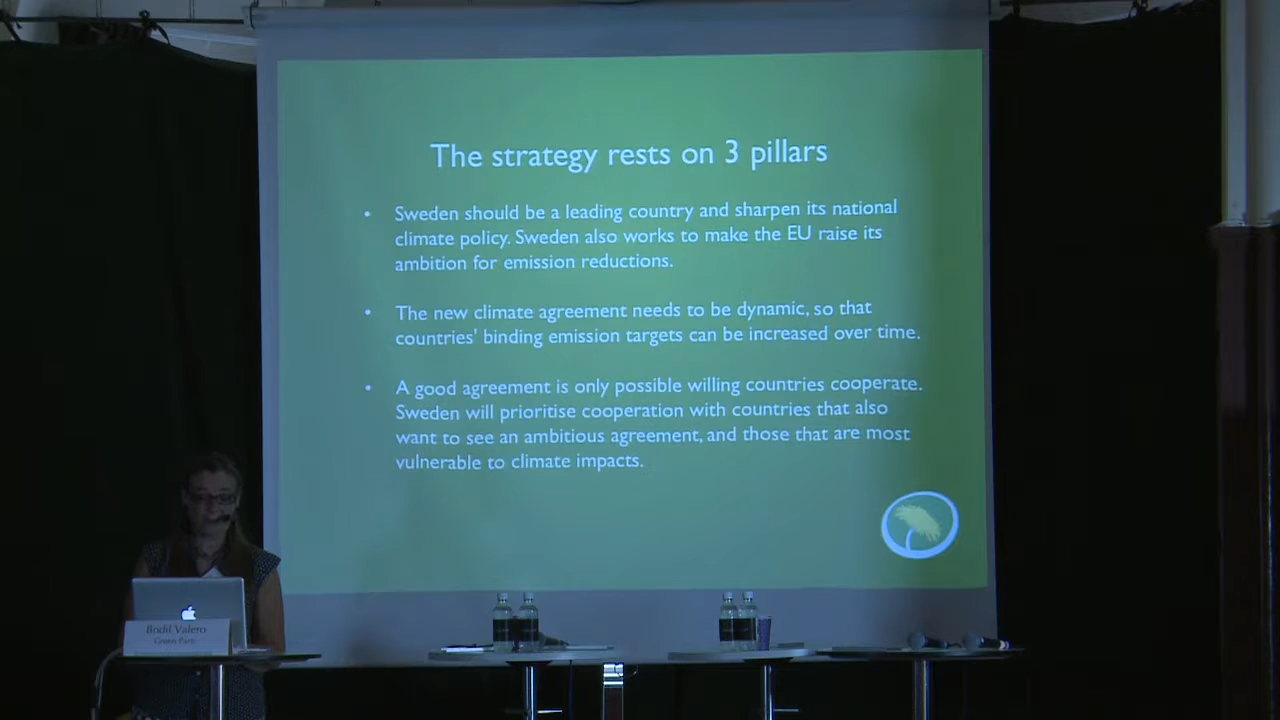 The strategy rests on 3 pillars
• Sweden should be a leading country and sharpen its national
climate policy. Sweden also works to make the EU raise its
ambition for emission reductions.
• The new climate agreement needs to be dynamic, so that
countries' binding emission targets can be increased over time.
• A good agreement is only possible willing countries cooperate.
Sweden will prioritise cooperation with countries that also
want to see an ambitious agreement, and those that are most
vulnerable to climate impacts.
Bodil Valero
Green Party